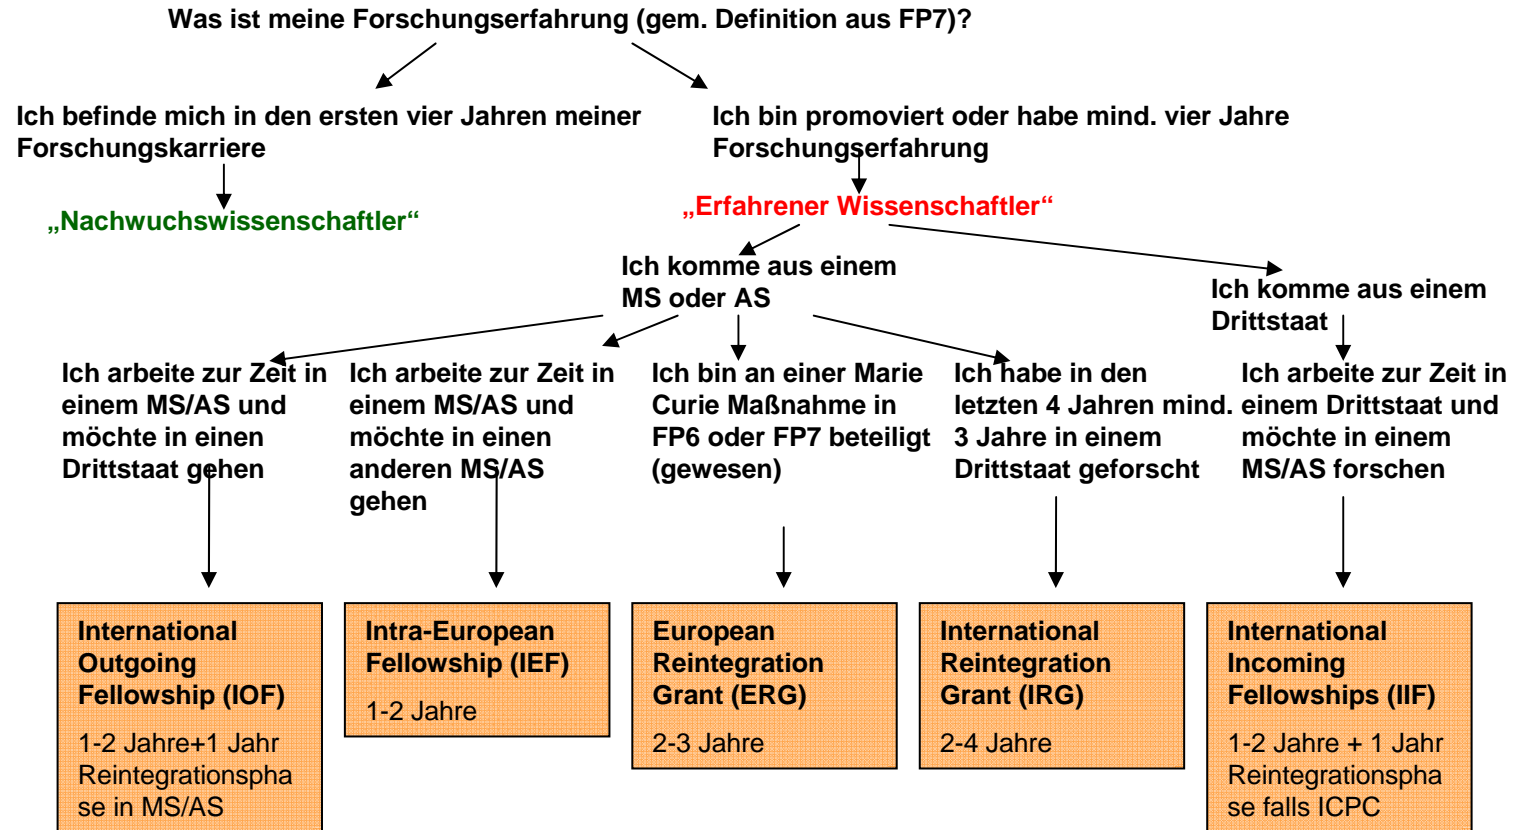 Was ist meine Forschungserfahrung (gem. Definition aus FP7)?
Ich befinde mich in den ersten vier Jahren meiner
Forschungskarriere
Ich bin promoviert oder habe mind. vier Jahre
Forschungserfahrung
„Nachwuchswissenschaftler“
„Erfahrener Wissenschaftler“
Ich komme aus einem
MS oder AS
Ich komme aus einem
Drittstaat
Ich arbeite zur Zeit in
einem MS/AS und
möchte in einen
Drittstaat gehen
Ich arbeite zur Zeit in
einem MS/AS und
möchte in einen
anderen MS/AS
gehen
Ich bin an einer Marie
Curie Maßnahme in
FP6 oder FP7 beteiligt
(gewesen)
Ich habe in den
letzten 4 Jahren mind.
3 Jahre in einem
Drittstaat geforscht
Ich arbeite zur Zeit in
einem Drittstaat und
möchte in einem
MS/AS forschen
International
Outgoing
Fellowship (IOF)
1-2 Jahre+1 Jahr
Reintegrationspha
se in MS/AS
Intra-European
Fellowship (IEF)
1-2 Jahre
European
Reintegration
Grant (ERG)
2-3 Jahre
International
Reintegration
Grant (IRG)
2-4 Jahre
International
Incoming
Fellowships (IIF)
1-2 Jahre + 1 Jahr
Reintegrationspha
se falls ICPC